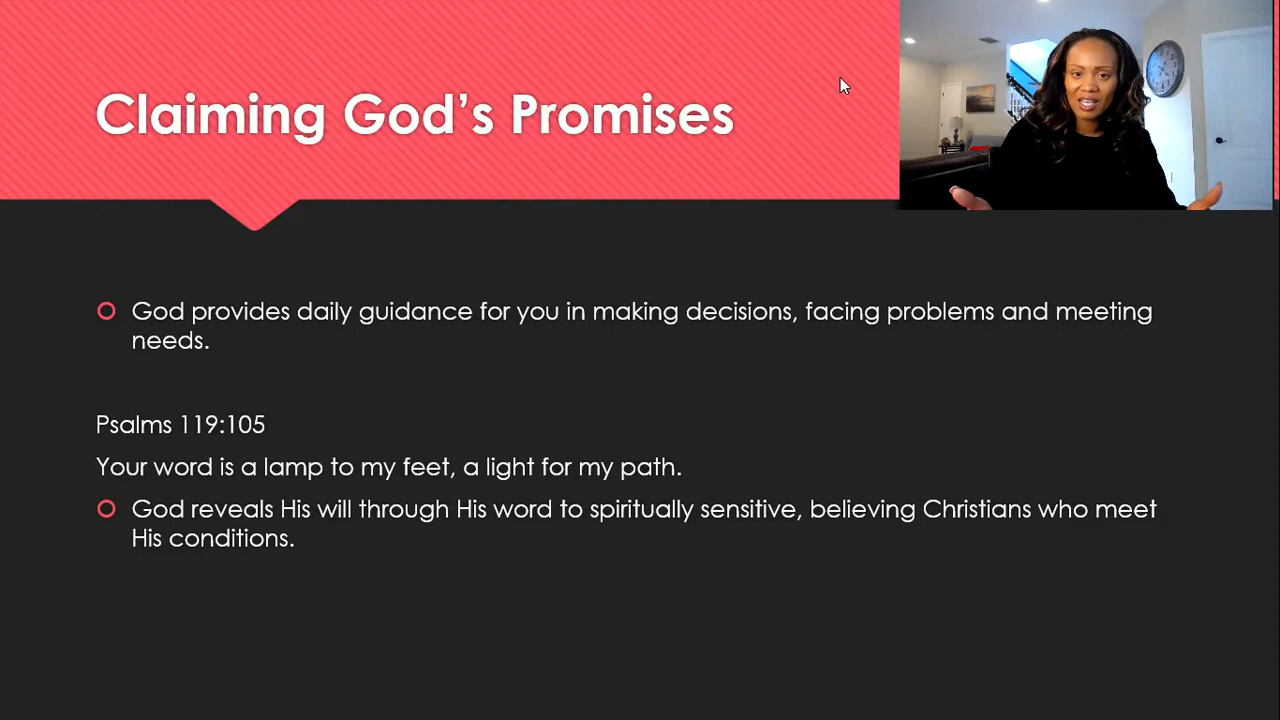 Claiming God's Promises
God provides daily guidance for you in making decisions, facing problems and meeting
needs.
Psalms 119:105
Your word is a lamp to my feet, a light for my path.
God reveals His will through His word to spiritually sensitive, believing Christians who meet
His conditions.